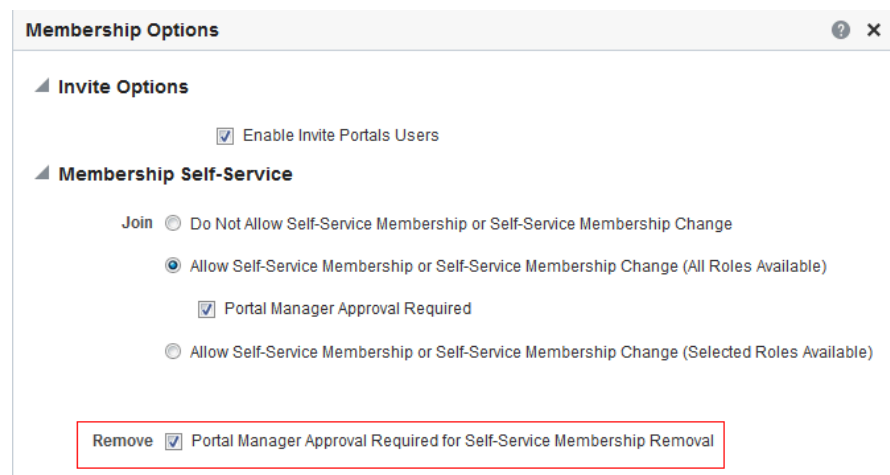 Membership Options
Invite Options
Enable Invite Portals Users
Membership Self-Service
Join Do Not Allow Self-Service Membership or Self-Service Membership Change
Allow Self-Service Membership or Self-Service Membership Change (All Roles Available)
Portal Manager Approval Required
Allow Self-Service Membership or Self-Service Membership Change (Selected Roles Available)
Remove Portal Manager Approval Required for Self-Service Membership Removal